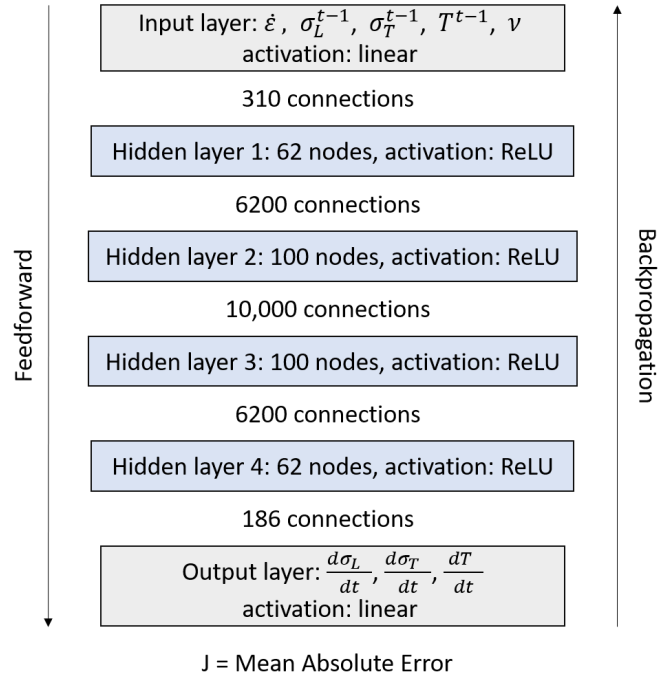 Input layer: ε̇ , σ_L^{t−1}, σ_T^{t−1}, T^{t−1}, ν
activation: linear
310 connections
Hidden layer 1: 62 nodes, activation: ReLU
6200 connections
Hidden layer 2: 100 nodes, activation: ReLU
10,000 connections
Hidden layer 3: 100 nodes, activation: ReLU
6200 connections
Hidden layer 4: 62 nodes, activation: ReLU
186 connections
Output layer: dσ_L/dt, dσ_T/dt, dT/dt
activation: linear
J = Mean Absolute Error
Feedforward
Backpropagation